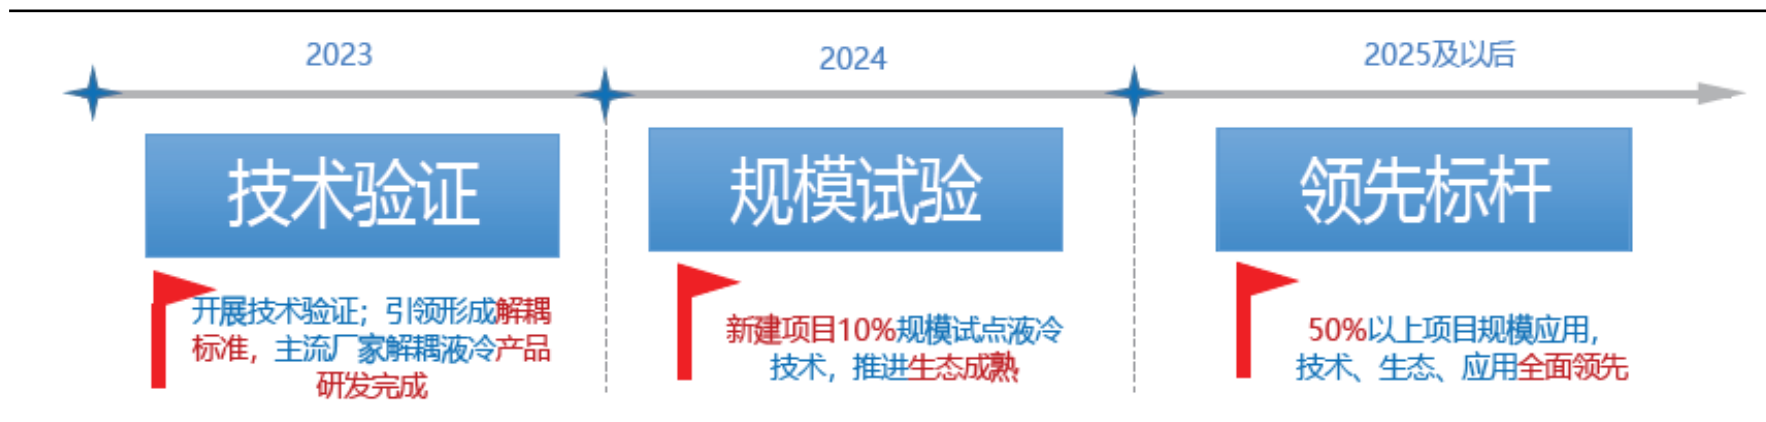 2023
2024
2025及以后
技术验证
规模试验
领先标杆
开展技术验证；引领形成解耦
标准，主流厂家解耦液冷产品
研发完成
新建项目10%规模试点液冷
技术，推进生态成熟
50%以上项目规模应用，
技术、生态、应用全面领先